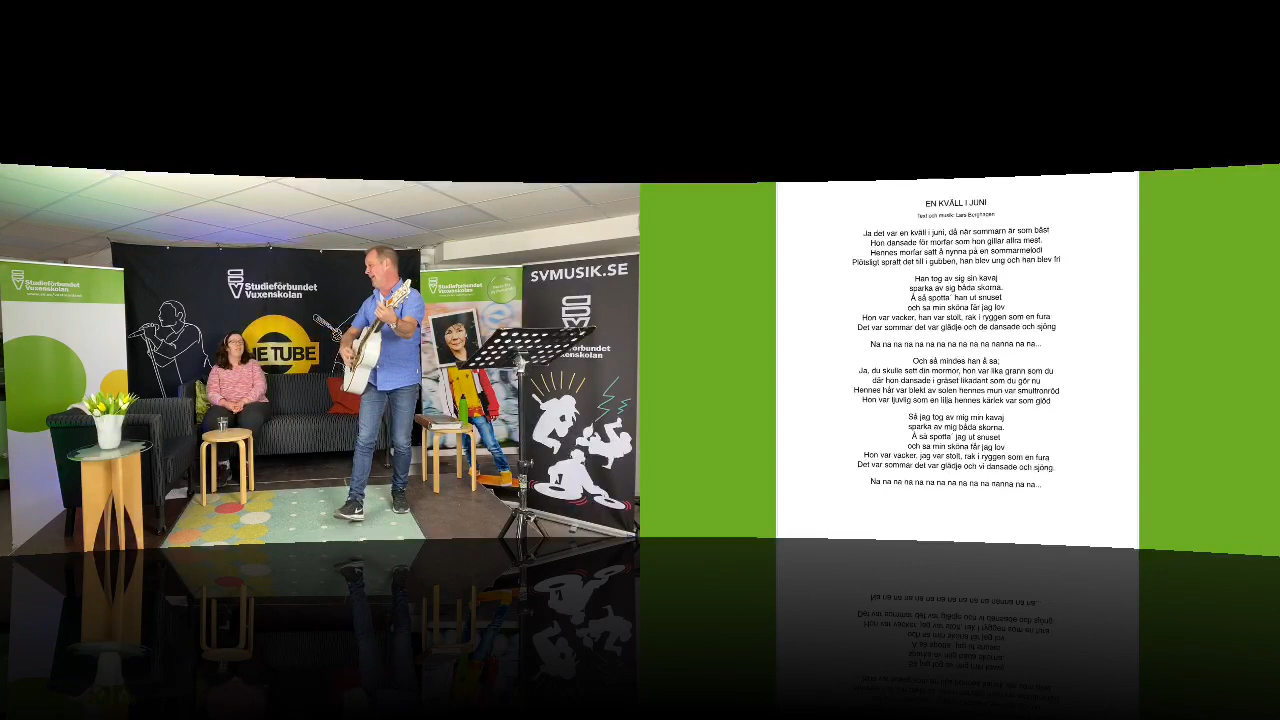 Studieförbundet
Vuxenskolan
Studieförbundet
Vuxenskolan
NE TUBE
Studieförbundet
Vuxenskolan
SVMUSIK.SE
förbundet
Vuxenskolan
EN KVÄLL I JUNI
Text och musik: Lars Berghagen
Ja det var en kväll i juni, då när sommarn är som bäst
Hon dansade för morfar som hon gillar allra mest.
Hennes morfar satt å nynna på en sommarmelodi
Plötsligt spratt det till i gubben, han blev ung och han blev fri
Han tog av sig sin kavaj
sparka av sig båda skorna.
Å så spotta´ han ut snuset
och sa min sköna får jag lov
Hon var vacker, han var stolt, rak i ryggen som en fura
Det var sommar det var glädje och de dansade och sjöng
Na na na na na na na na na na na nanna na na...
Och så mindes han å sa;
Ja, du skulle sett din mormor, hon var lika grann som du
där hon dansade i gräset likadant som du gör nu
Hennes hår var blekt av solen hennes mun var smultronröd
Hon var ljuvlig som en lilja hennes kärlek var som glöd
Så jag tog av mig min kavaj
sparka av mig båda skorna.
Å så spotta´ jag ut snuset
och sa min sköna får jag lov
Hon var vacker, jag var stolt, rak i ryggen som en fura
Det var sommar det var glädje och vi dansade och sjöng.
Na na na na na na na na na na na nanna na na...